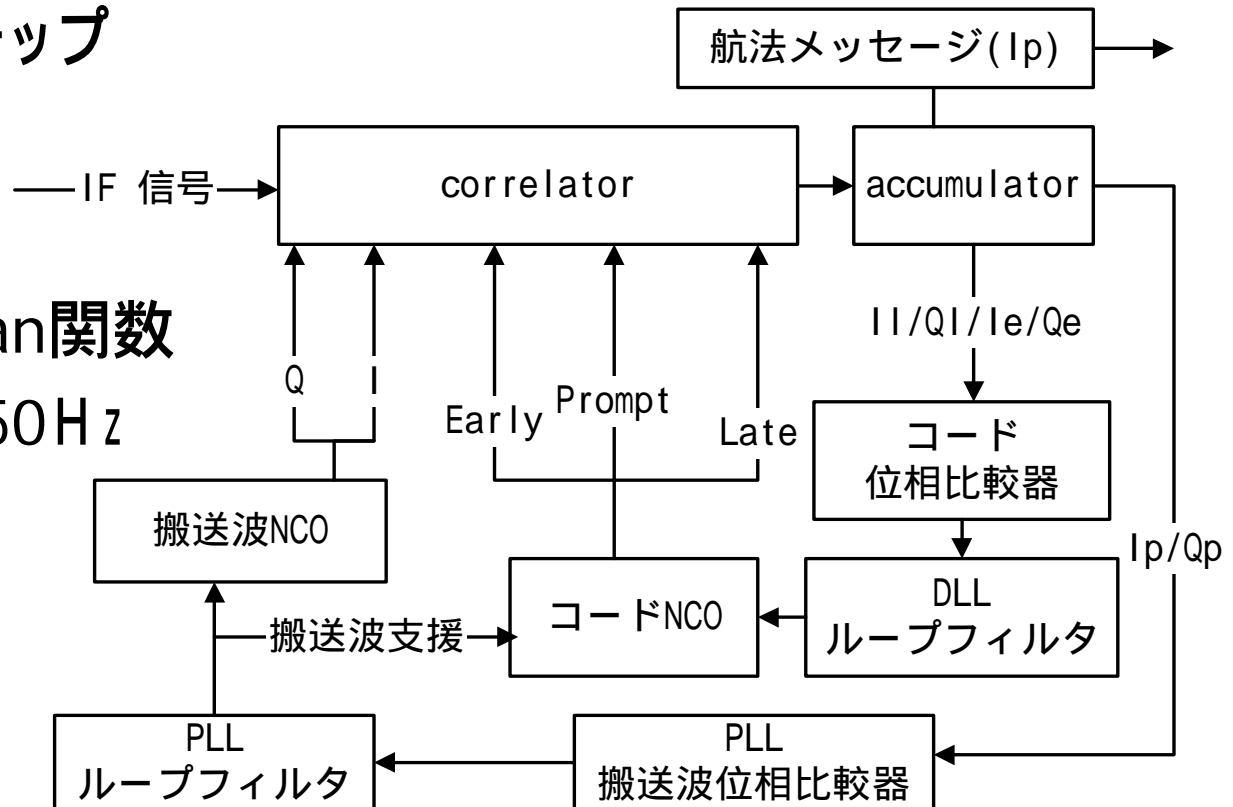 ップ
航法メッセージ(Ip)
IF 信号
correlator
accumulator
an関数
50Hz
Q
I
Early
Prompt
Late
Il/Ql/Ie/Qe
コード
位相比較器
Ip/Qp
搬送波NCO
搬送波支援
コードNCO
DLL
ループフィルタ
PLL
ループフィルタ
PLL
搬送波位相比較器